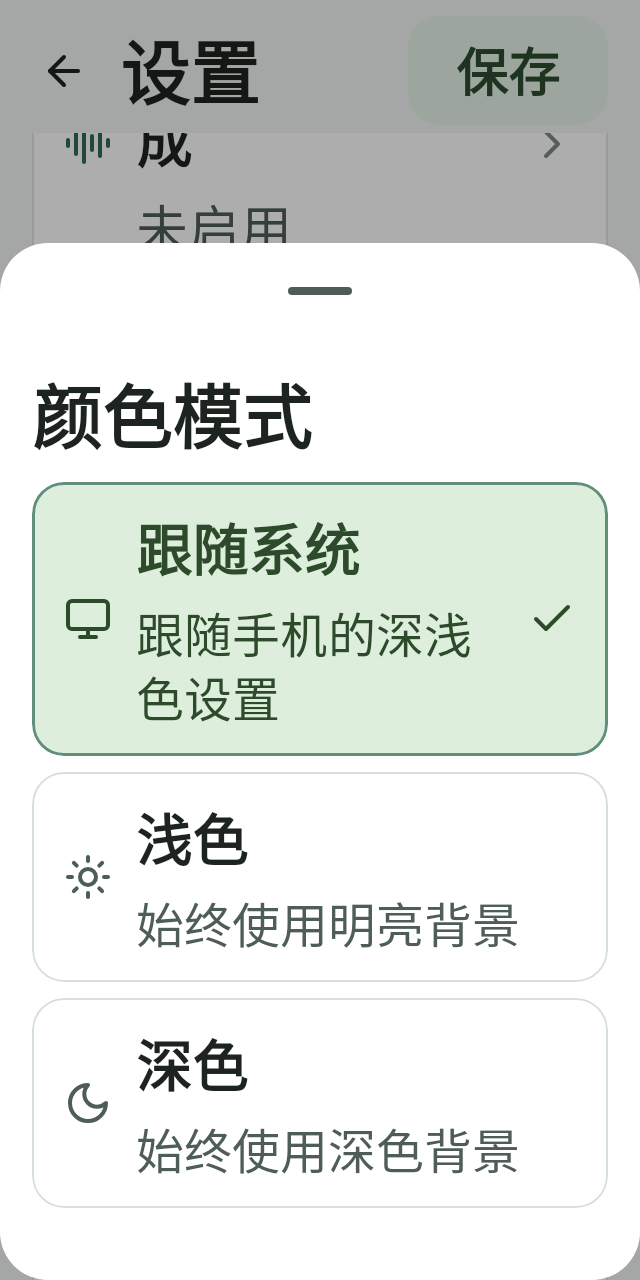 设置
保存
成
未启用
颜色模式
跟随系统
跟随手机的深浅
色设置
浅色
始终使用明亮背景
深色
始终使用深色背景